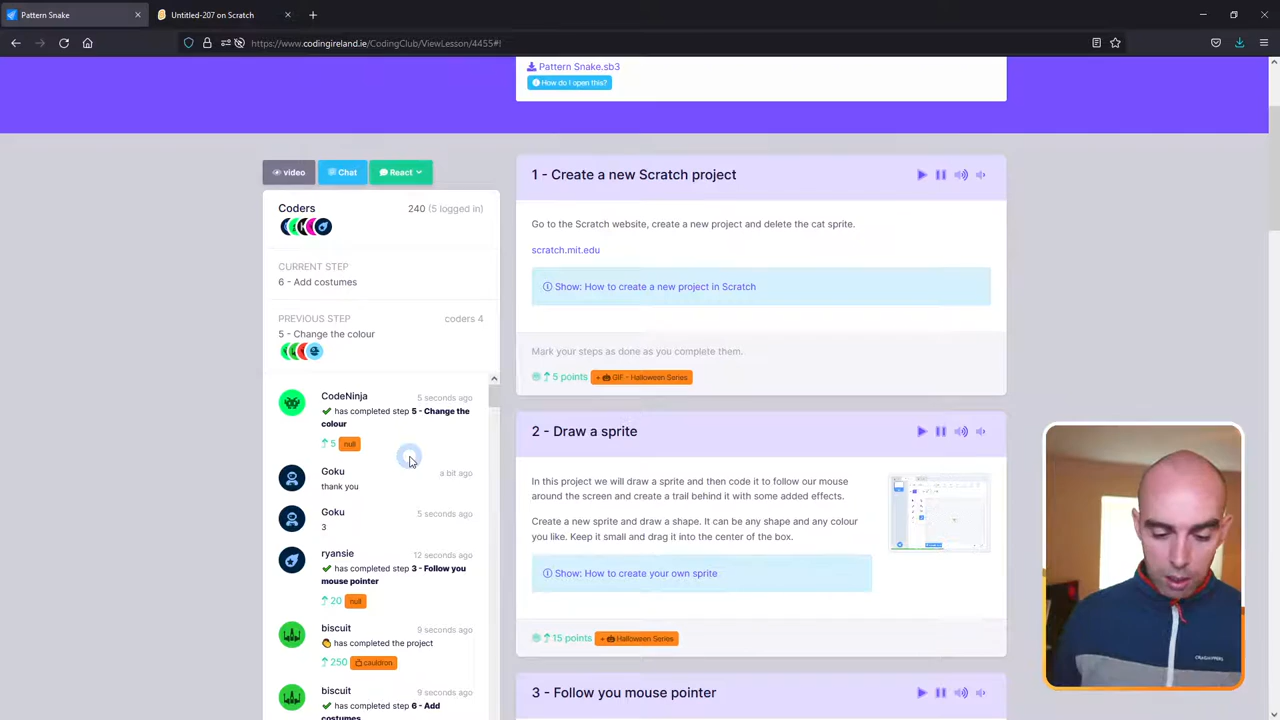 Pattern Snake
Untitled-207 on Scratch
https://www.codingireland.ie/CodingClub/ViewLesson/4455#!
Pattern Snake.sb3
How do I open this?
video
Chat
React
Coders
240 (5 logged in)
CURRENT STEP
6 - Add costumes
PREVIOUS STEP
coders 4
5 - Change the colour
CodeNinja
5 seconds ago
has completed step 5 - Change the
colour
5 null
Goku
a bit ago
thank you
Goku
5 seconds ago
3
ryansie
12 seconds ago
has completed step 3 - Follow you
mouse pointer
20 null
biscuit
9 seconds ago
has completed the project
250 cauldron
biscuit
9 seconds ago
has completed step 6 - Add
costumes
1 - Create a new Scratch project
Go to the Scratch website, create a new project and delete the cat sprite.
scratch.mit.edu
Show: How to create a new project in Scratch
Mark your steps as done as you complete them.
5 points + GIF - Halloween Series
2 - Draw a sprite
In this project we will draw a sprite and then code it to follow our mouse
around the screen and create a trail behind it with some added effects.
Create a new sprite and draw a shape. It can be any shape and any colour
you like. Keep it small and drag it into the center of the box.
Show: How to create your own sprite
15 points + Halloween Series
3 - Follow you mouse pointer